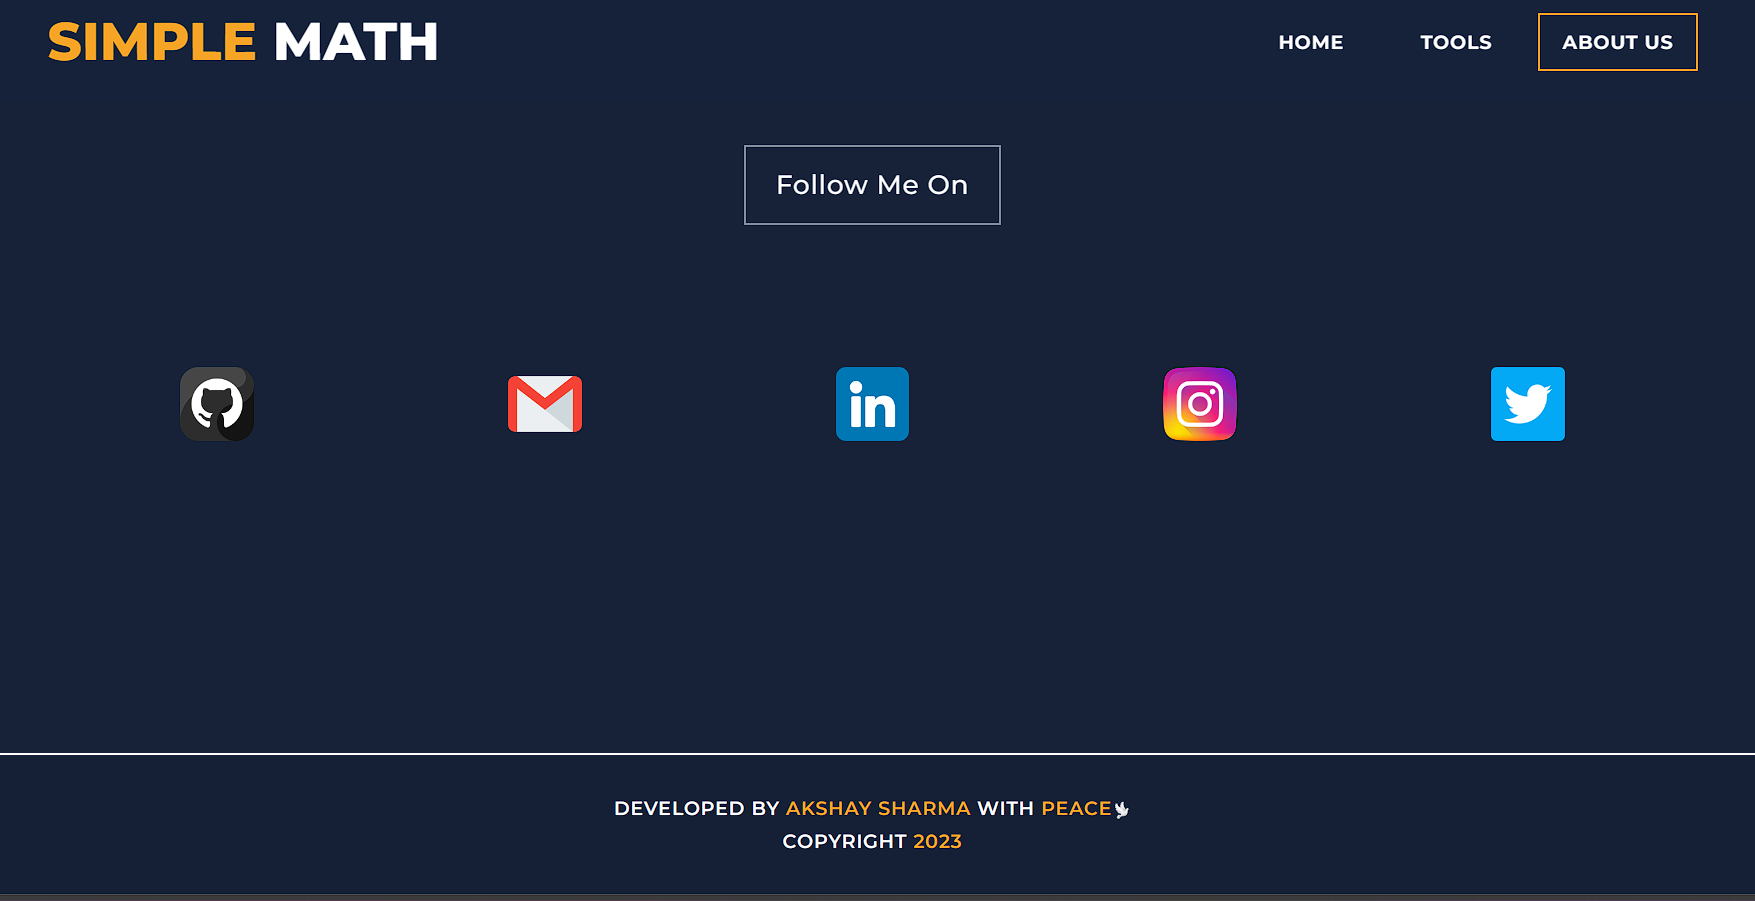 SIMPLE MATH
HOME
TOOLS
ABOUT US
Follow Me On
in
DEVELOPED BY AKSHAY SHARMA WITH PEACE🕊
COPYRIGHT 2023